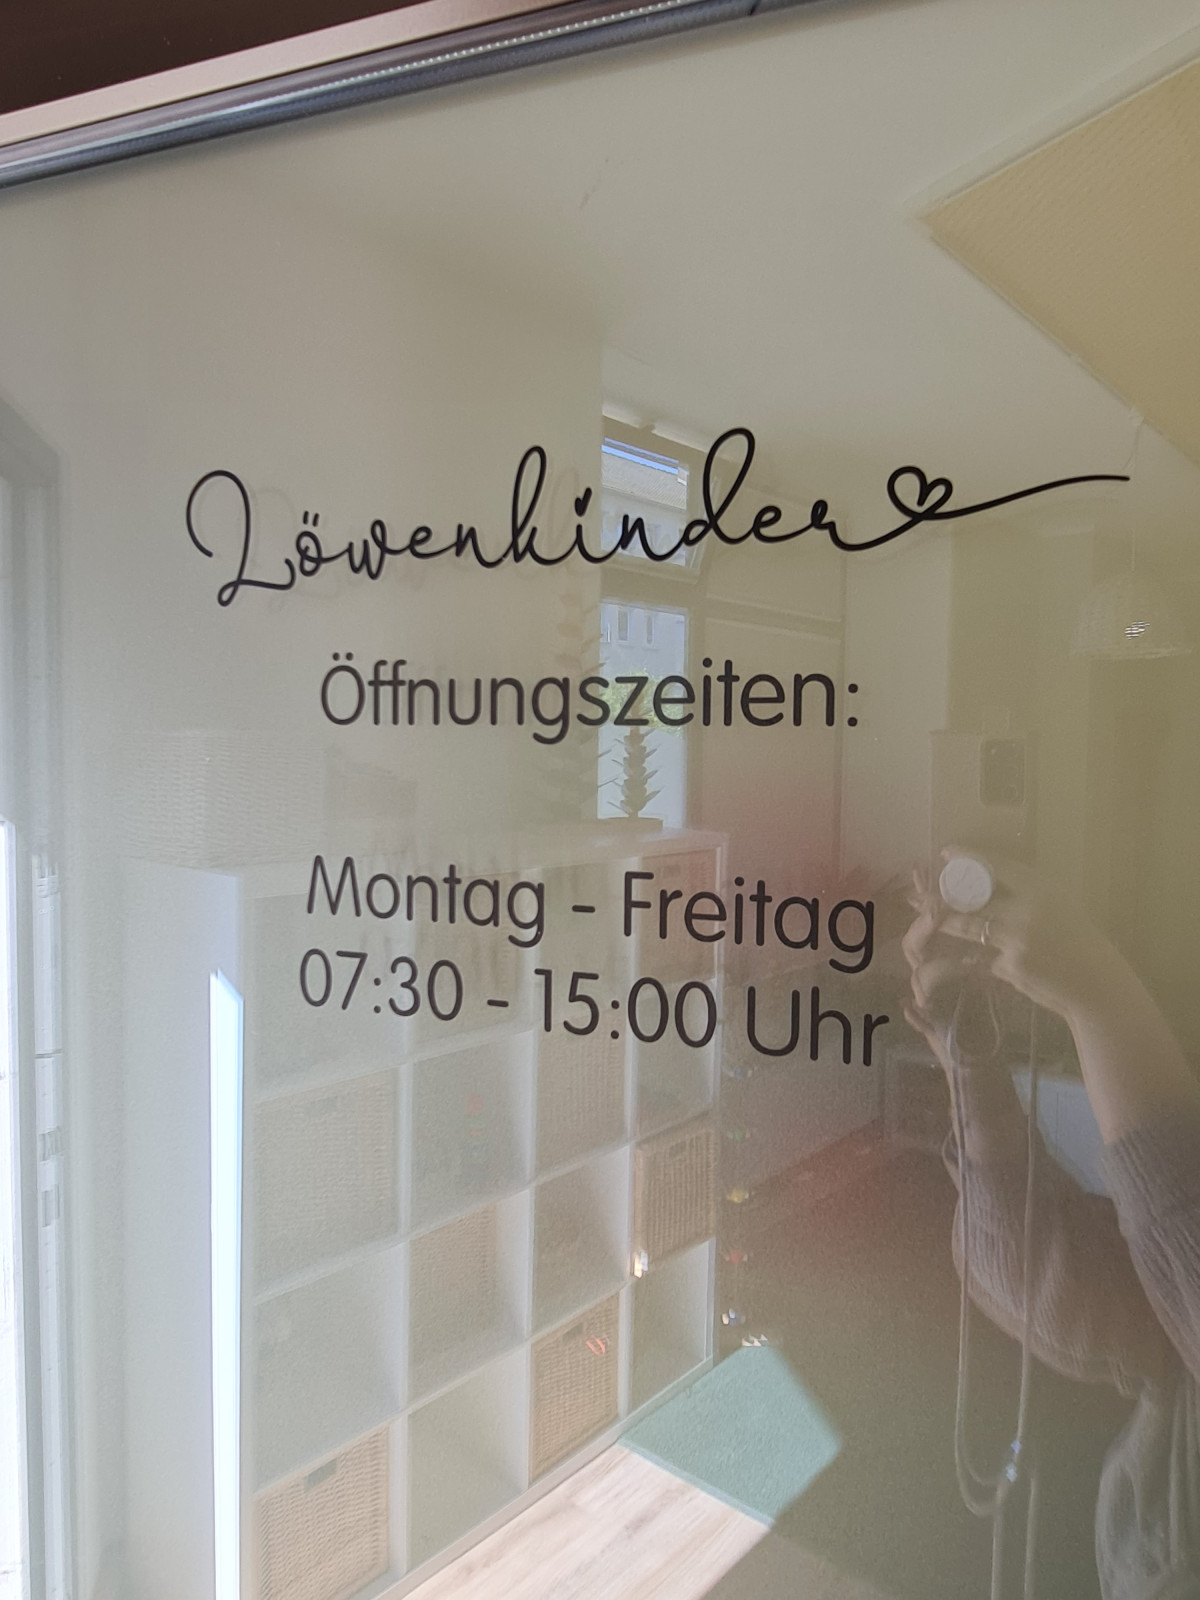 Löwenkinder
Öffnungszeiten:
Montag - Freitag
07:30 - 15:00 Uhr